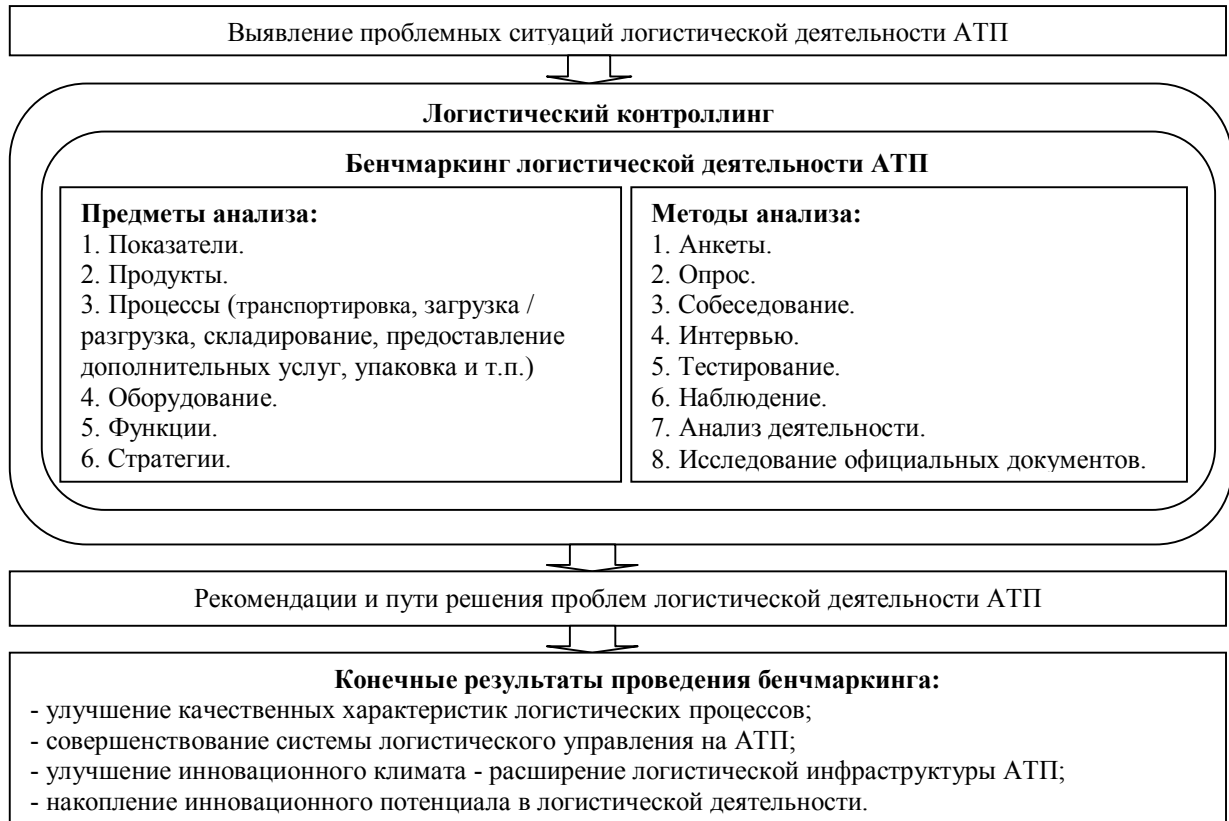 Выявление проблемных ситуаций логистической деятельности АТП
Логистический контроллинг
Бенчмаркинг логистической деятельности АТП
Предметы анализа:
1. Показатели.
2. Продукты.
3. Процессы (транспортировка, загрузка /
разгрузка, складирование, предоставление
дополнительных услуг, упаковка и т.п.)
4. Оборудование.
5. Функции.
6. Стратегии.
Методы анализа:
1. Анкеты.
2. Опрос.
3. Собеседование.
4. Интервью.
5. Тестирование.
6. Наблюдение.
7. Анализ деятельности.
8. Исследование официальных документов.
Рекомендации и пути решения проблем логистической деятельности АТП
Конечные результаты проведения бенчмаркинга:
- улучшение качественных характеристик логистических процессов;
- совершенствование системы логистического управления на АТП;
- улучшение инновационного климата - расширение логистической инфраструктуры АТП;
- накопление инновационного потенциала в логистической деятельности.